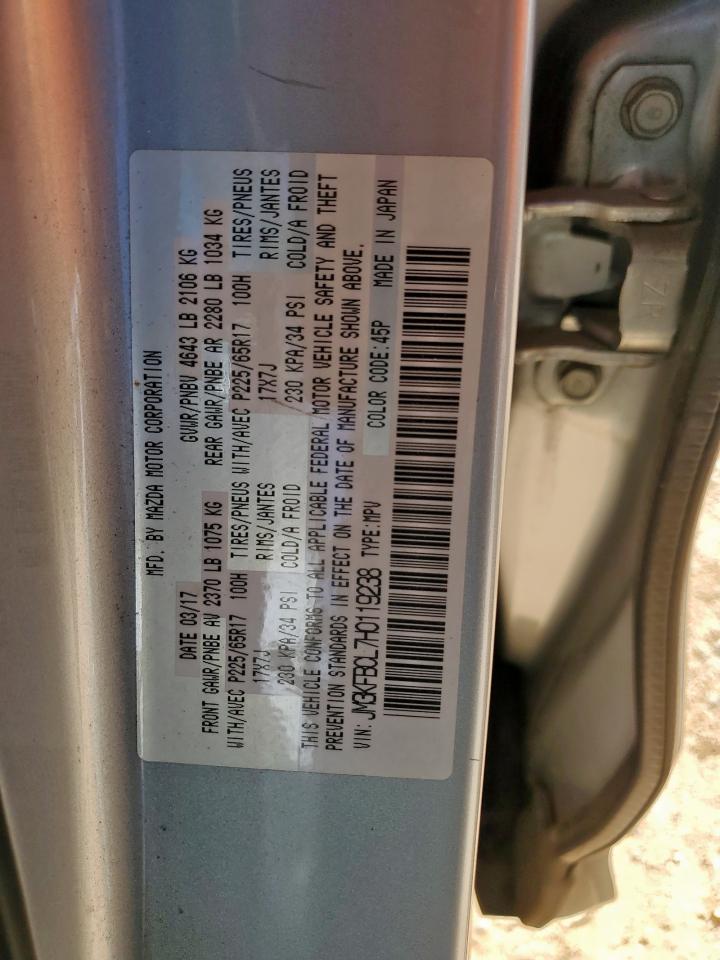 MFD. BY MAZDA MOTOR CORPORATION
DATE 03/17 GVWR/PNBV 4643 LB 2106 KG
FRONT GAWR/PNBE AV 2370 LB 1075 KG REAR GAWR/PNBE AR 2280 LB 1034 KG
WITH/AVEC P225/65R17 100H TIRES/PNEUS WITH/AVEC P225/65R17 100H TIRES/PNEUS
17X7J RIMS/JANTES 17X7J RIMS/JANTES
230 KPA/34 PSI COLD/A FROID 230 KPA/34 PSI COLD/A FROID
THIS VEHICLE CONFORMS TO ALL APPLICABLE FEDERAL MOTOR VEHICLE SAFETY AND THEFT
PREVENTION STANDARDS IN EFFECT ON THE DATE OF MANUFACTURE SHOWN ABOVE.
VIN: JM3KFBCL7H0119238 TYPE:MPV COLOR CODE:45P MADE IN JAPAN